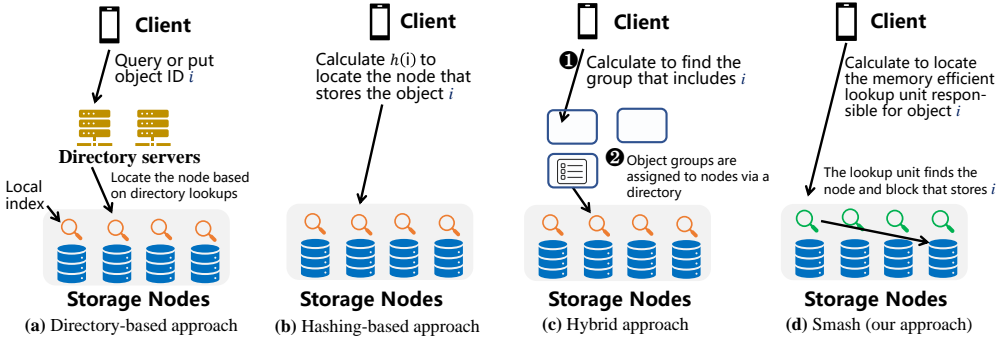 Client
Query or put
object ID i
Directory servers
Local
index
Locate the node based
on directory lookups
Storage Nodes
(a) Directory-based approach
Client
Calculate h(i) to
locate the node that
stores the object i
Storage Nodes
(b) Hashing-based approach
Client
❶ Calculate to find the
group that includes i
❷ Object groups are
assigned to nodes via a
directory
Storage Nodes
(c) Hybrid approach
Client
Calculate to locate
the memory efficient
lookup unit respon-
sible for object i
The lookup unit finds the
node and block that stores i
Storage Nodes
(d) Smash (our approach)